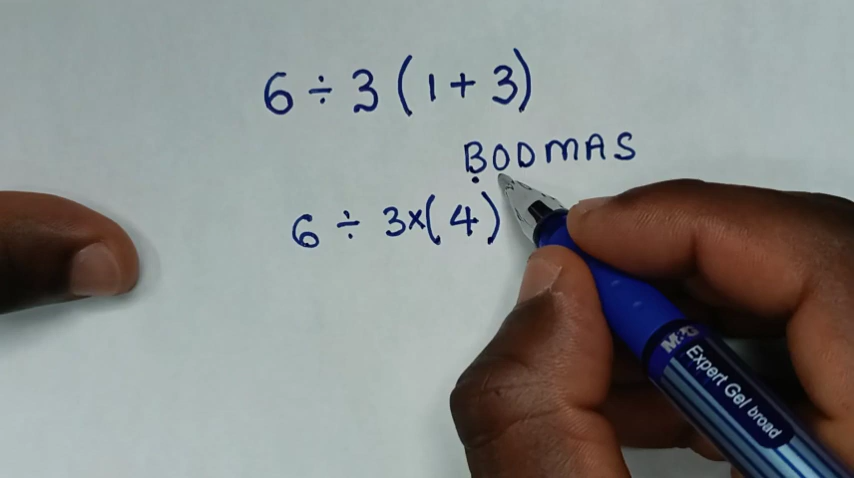 6 ÷ 3 ( 1 + 3 )
BODMAS
6 ÷ 3 × ( 4 )
Expert Gel broad